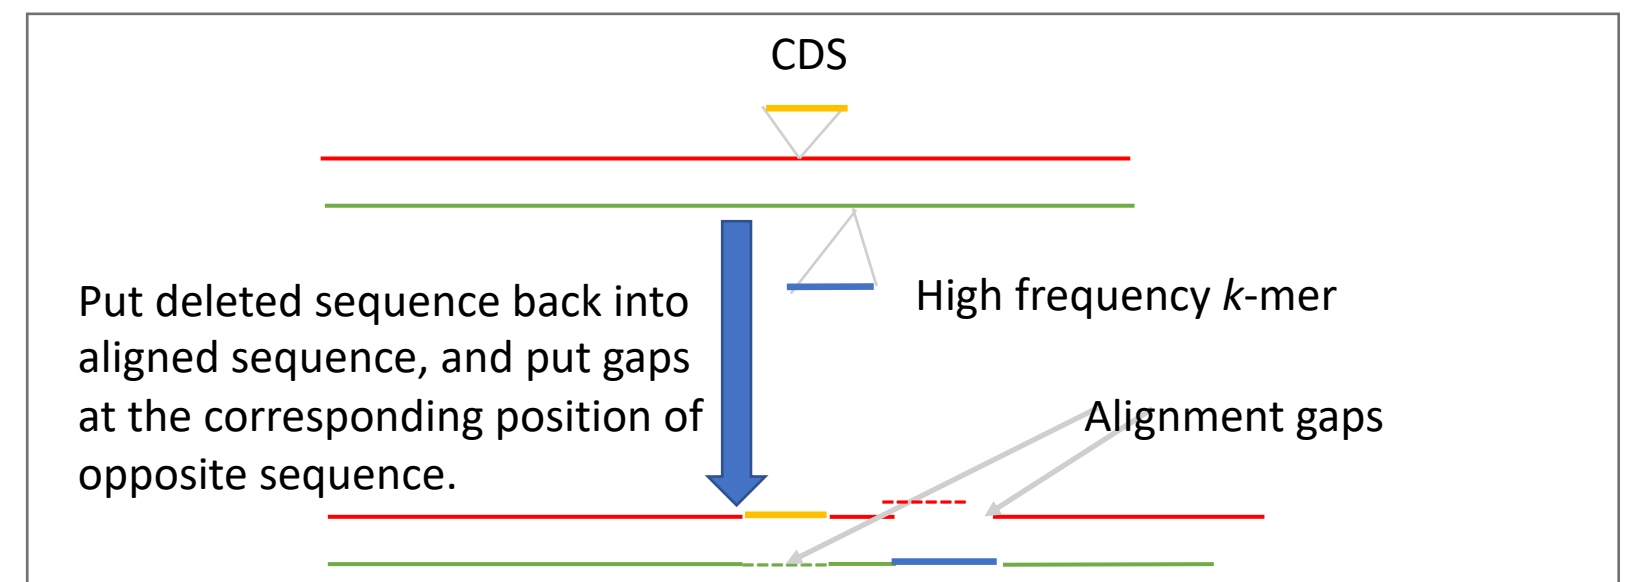 CDS
High frequency k-mer
Put deleted sequence back into
aligned sequence, and put gaps
at the corresponding position of
opposite sequence.
Alignment gaps